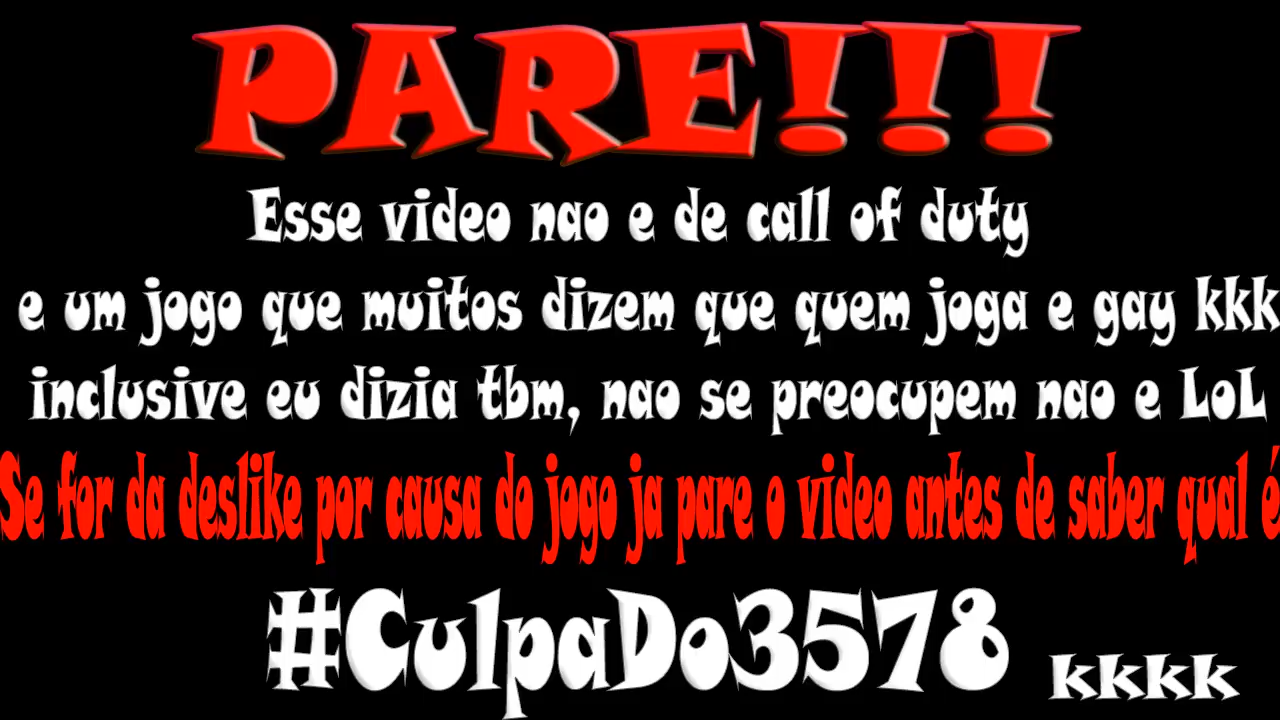 PARE!!!
Esse video nao e de call of duty
e um jogo que muitos dizem que quem joga e gay kkk
inclusive eu dizia tbm, nao se preocupem nao e LoL
Se for da deslike por causa do jogo ja pare o video antes de saber qual é
#CulpaDo3578
kkkk